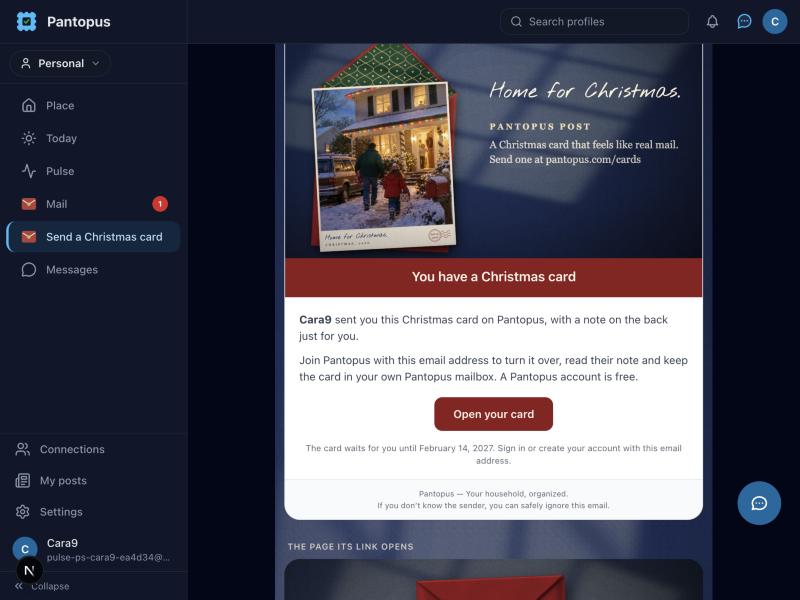 Pantopus
Search profiles
C
Personal
Place
Today
Pulse
Mail
1
Send a Christmas card
Messages
Connections
My posts
Settings
C
Cara9
pulse-ps-cara9-ea4d34@...
N
Collapse
Home for Christmas.
Home for Christmas.
PANTOPUS POST
A Christmas card that feels like real mail.
Send one at pantopus.com/cards
You have a Christmas card
Cara9 sent you this Christmas card on Pantopus, with a note on the back
just for you.
Join Pantopus with this email address to turn it over, read their note and keep
the card in your own Pantopus mailbox. A Pantopus account is free.
Open your card
The card waits for you until February 14, 2027. Sign in or create your account with this email
address.
Pantopus — Your household, organized.
If you don't know the sender, you can safely ignore this email.
THE PAGE ITS LINK OPENS